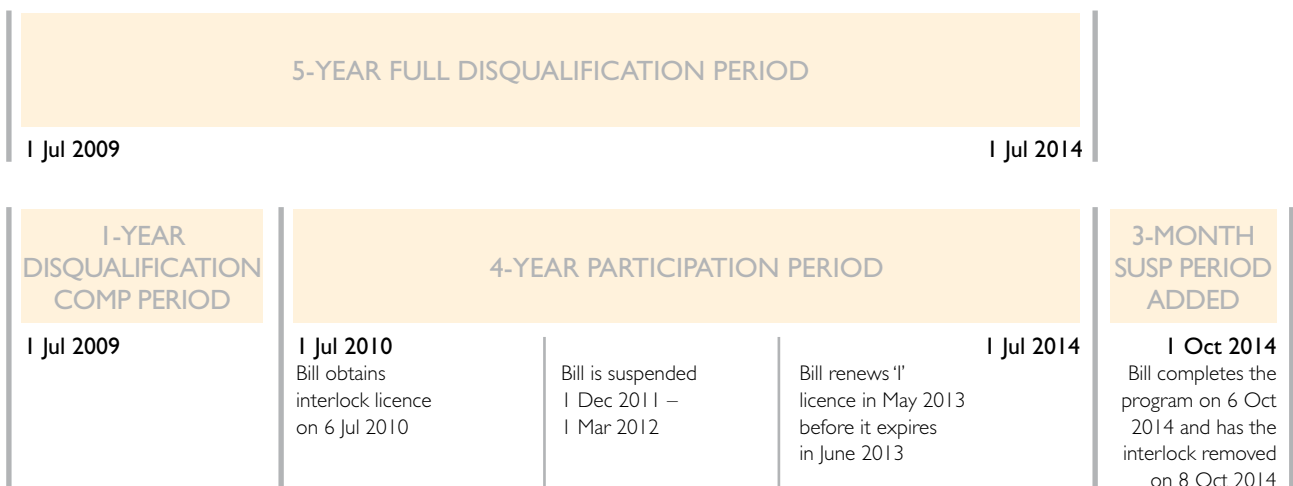 5-YEAR FULL DISQUALIFICATION PERIOD
1 Jul 2009
1 Jul 2014
1-YEAR
DISQUALIFICATION
COMP PERIOD
4-YEAR PARTICIPATION PERIOD
3-MONTH
SUSP PERIOD
ADDED
1 Jul 2009
1 Jul 2010
Bill obtains
interlock licence
on 6 Jul 2010
Bill is suspended
1 Dec 2011 –
1 Mar 2012
1 Jul 2014
Bill renews 'I'
licence in May 2013
before it expires
in June 2013
1 Oct 2014
Bill completes the
program on 6 Oct
2014 and has the
interlock removed
on 8 Oct 2014